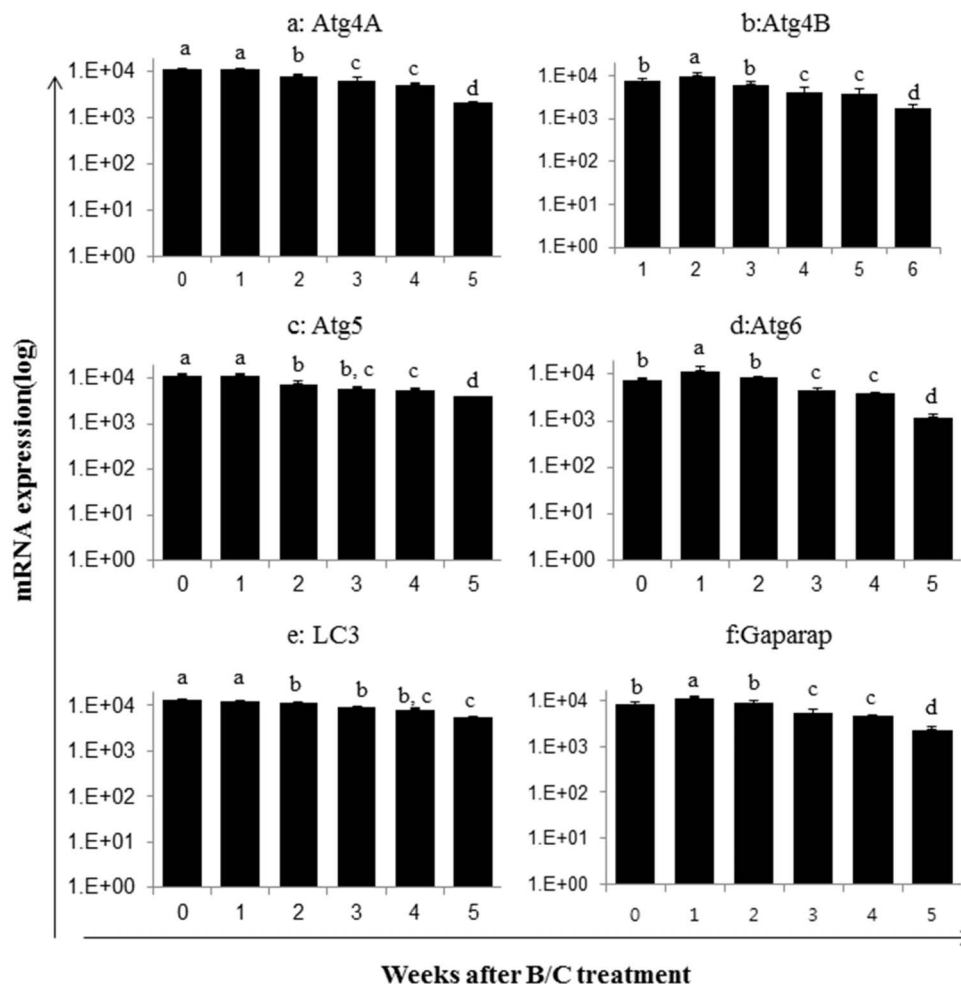 a: Atg4A
a a b c c d
1.E+04
1.E+03
1.E+02
1.E+01
1.E+00
0 1 2 3 4 5
b:Atg4B
b a b c c d
1.E+04
1.E+03
1.E+02
1.E+01
1.E+00
1 2 3 4 5 6
c: Atg5
a a b b, c c d
1.E+04
1.E+03
1.E+02
1.E+01
1.E+00
0 1 2 3 4 5
d:Atg6
b a b c c d
1.E+04
1.E+03
1.E+02
1.E+01
1.E+00
0 1 2 3 4 5
e: LC3
a a b b b, c c
1.E+04
1.E+03
1.E+02
1.E+01
1.E+00
0 1 2 3 4 5
f:Gaparap
b a b c c d
1.E+04
1.E+03
1.E+02
1.E+01
1.E+00
0 1 2 3 4 5
mRNA expression(log)
Weeks after B/C treatment